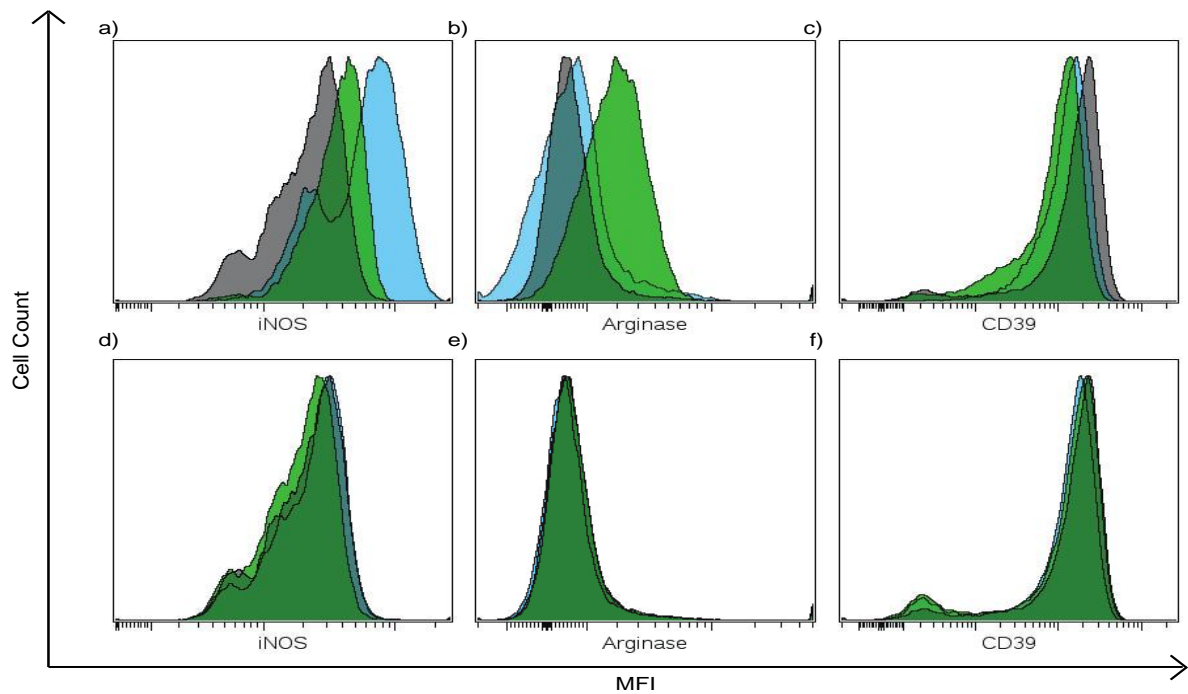 a)
b)
c)
iNOS
Arginase
CD39
d)
e)
f)
iNOS
Arginase
CD39
Cell Count
MFI